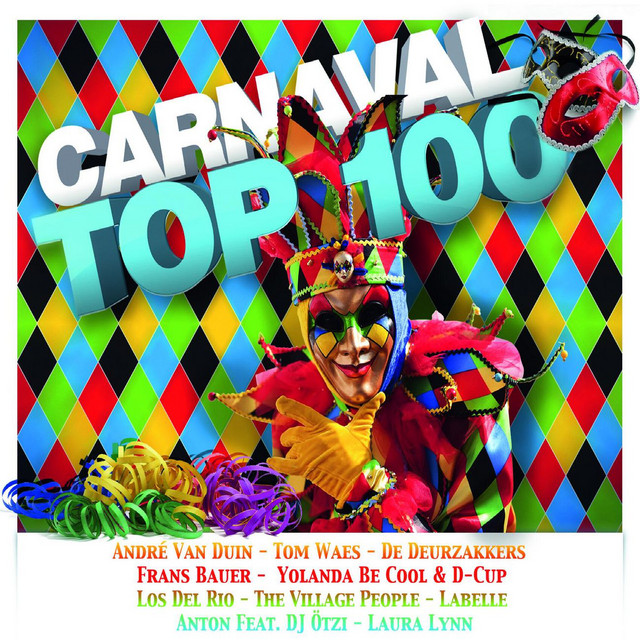 CARNAVAL
TOP 100
ANDRÉ VAN DUIN - TOM WAES - DE DEURZAKKERS
FRANS BAUER - YOLANDA BE COOL & D-CUP
LOS DEL RIO - THE VILLAGE PEOPLE - LABELLE
ANTON FEAT. DJ ÖTZI - LAURA LYNN